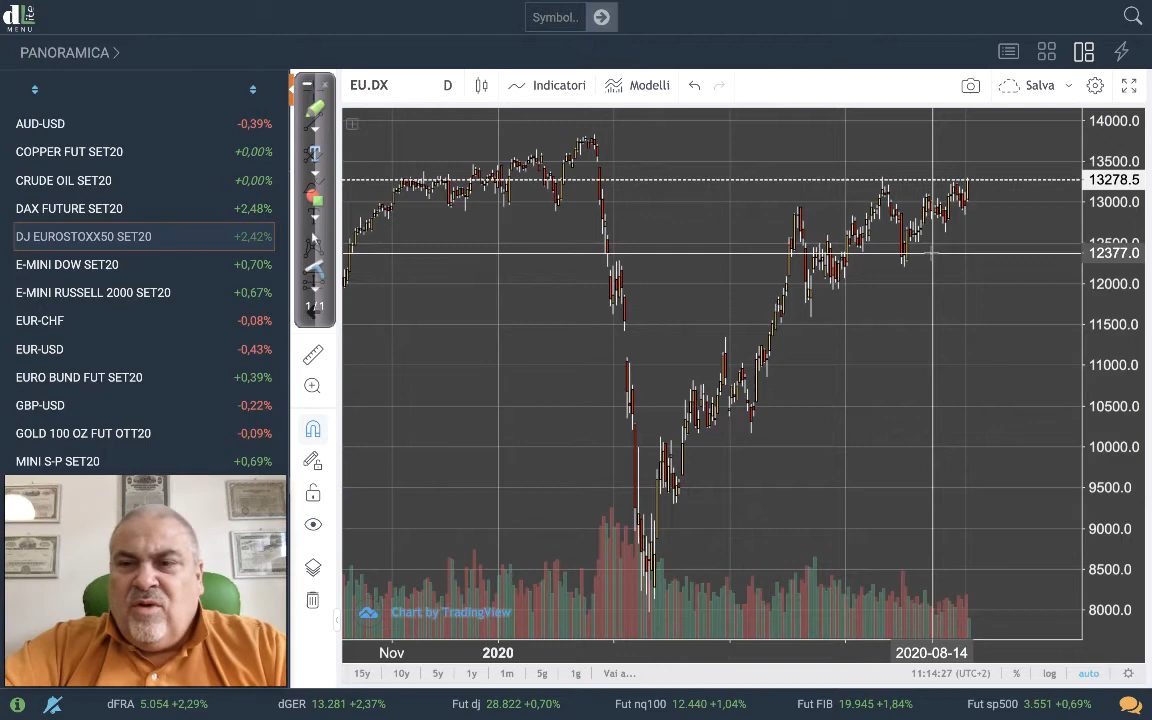 dLite
MENU
Symbol..
PANORAMICA
EU.DX D Indicatori Modelli Salva
AUD-USD -0,39%
COPPER FUT SET20 +0,00%
CRUDE OIL SET20 +0,00%
DAX FUTURE SET20 +2,48%
DJ EUROSTOXX50 SET20 +2,42%
E-MINI DOW SET20 +0,70%
E-MINI RUSSELL 2000 SET20 +0,67%
EUR-CHF -0,08%
EUR-USD -0,43%
EURO BUND FUT SET20 +0,39%
GBP-USD -0,22%
GOLD 100 OZ FUT OTT20 -0,09%
MINI S-P SET20 +0,69%
T
1/1
14000.0
13500.0
13278.5
13000.0
12500.0
12377.0
12000.0
11500.0
11000.0
10500.0
10000.0
9500.0
9000.0
8500.0
8000.0
Chart by TradingView
Nov 2020 2020-08-14
15y 10y 5y 1y 1m 5g 1g Vai a... 11:14:27 (UTC+2) % log auto
dFRA 5.054 +2,29% dGER 13.281 +2,37% Fut dj 28.822 +0,70% Fut nq100 12.440 +1,04% Fut FIB 19.945 +1,84% Fut sp500 3.551 +0,69%